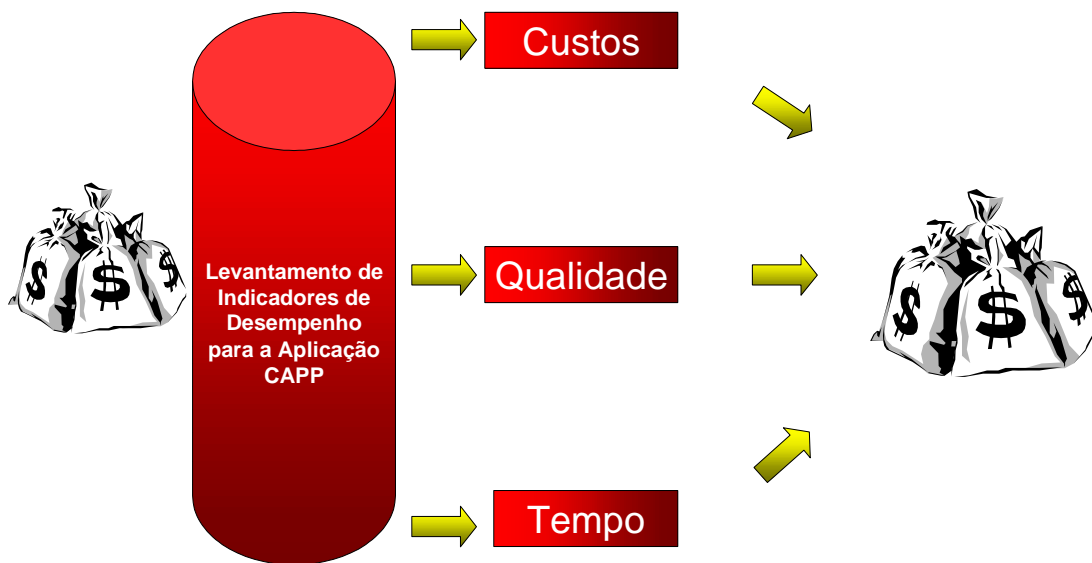 Custos
Levantamento de
Indicadores de
Desempenho
para a Aplicação
CAPP
Qualidade
Tempo
$
$
$
$
$
$